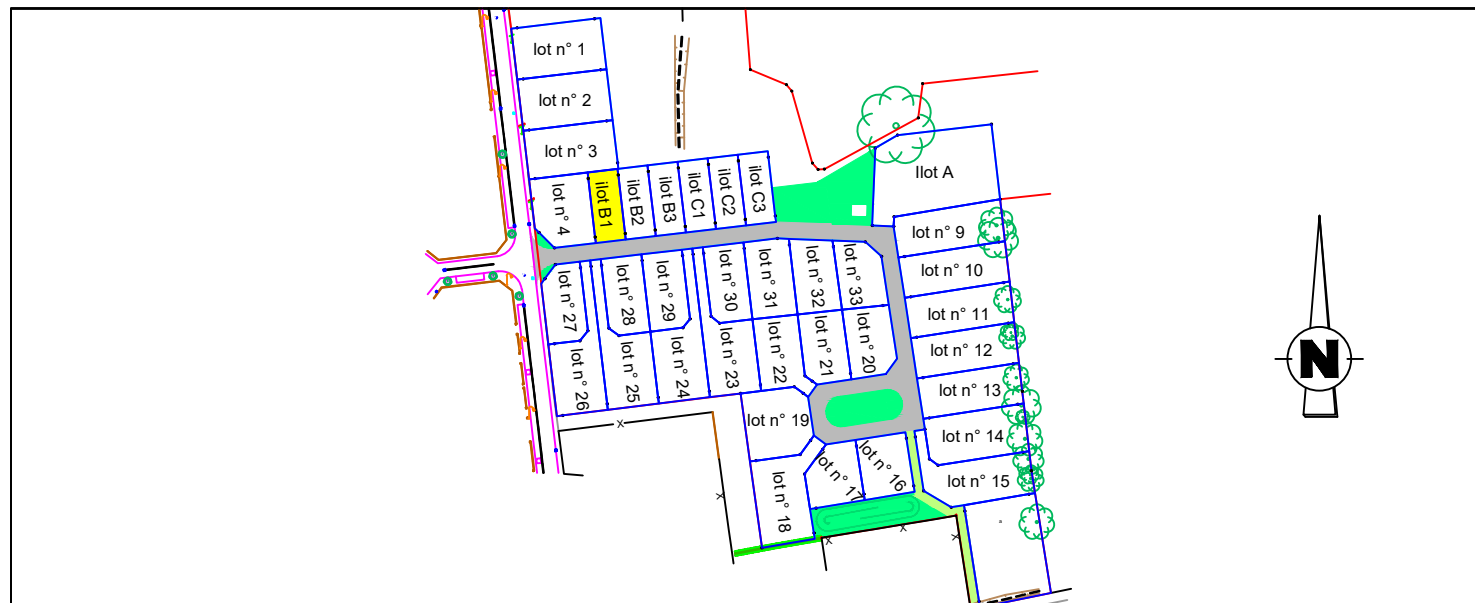 lot n° 1
lot n° 2
lot n° 3
lot n° 4
ilot B1
ilot B2
ilot B3
ilot C1
ilot C2
ilot C3
Ilot A
lot n° 9
lot n° 10
lot n° 11
lot n° 12
lot n° 13
lot n° 14
lot n° 15
lot n° 27
lot n° 28
lot n° 29
lot n° 30
lot n° 31
lot n° 32
lot n° 33
lot n° 26
lot n° 25
lot n° 24
lot n° 23
lot n° 22
lot n° 21
lot n° 20
lot n° 19
lot n° 18
lot n° 17
lot n° 16
N